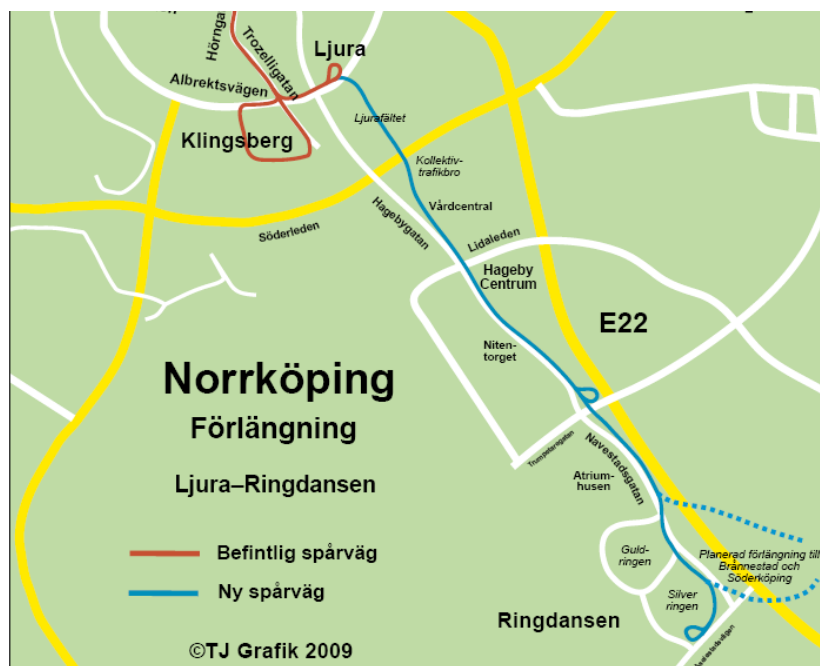 Hörnga
Trozelligatan
Ljura
Albrektsvägen
Klingsberg
Ljurafältet
Kollektiv-
trafikbro
Vårdcentral
Söderleden
Hagebygatan
Lidaleden
Hageby
Centrum
E22
Niten-
torget
Norrköping
Förlängning
Ljura–Ringdansen
Trumpetaregatan
Navestadsgatan
Atrium-
husen
Befintlig spårväg
Ny spårväg
Guld-
ringen
Planerad förlängning till
Brånnestad och
Söderköping
Silver
ringen
Ringdansen
©TJ Grafik 2009